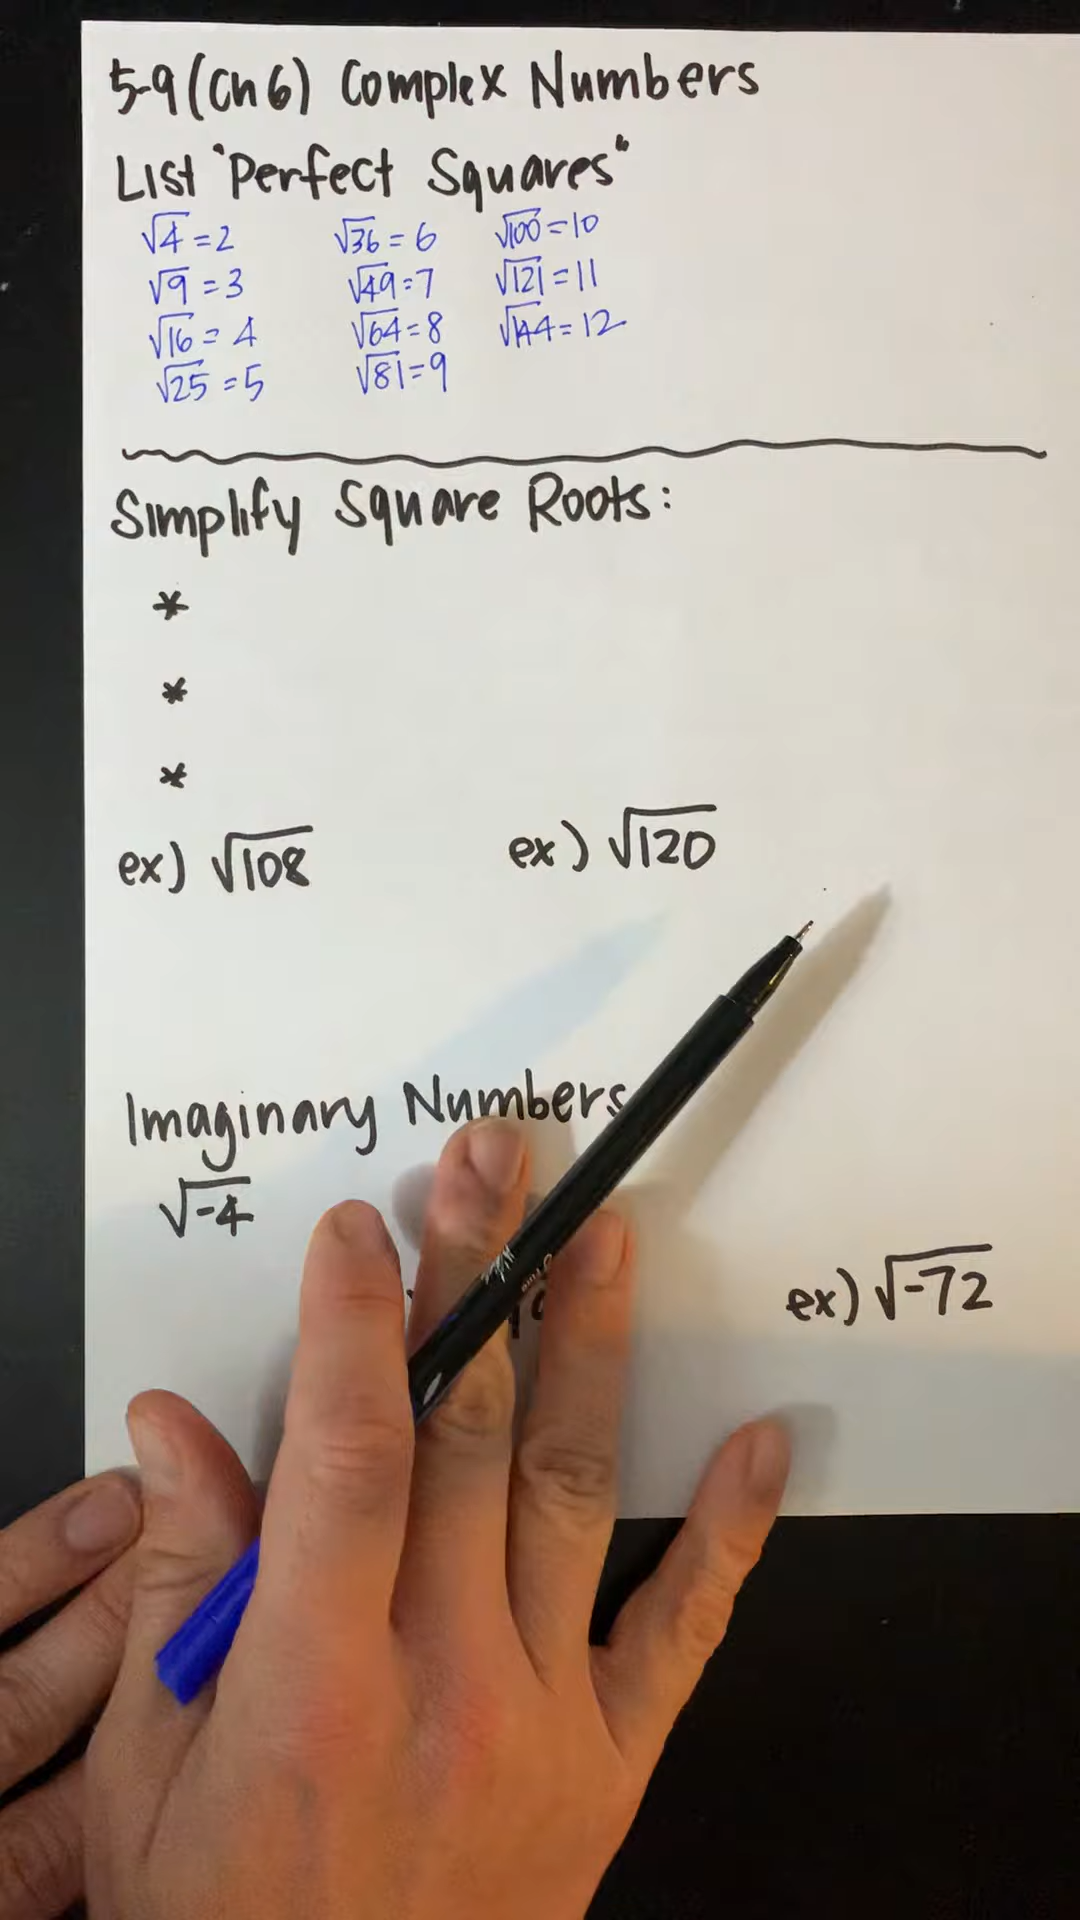 5-9 (Ch 6) Complex Numbers
List "Perfect Squares"
√4 = 2 √36 = 6 √100 = 10
√9 = 3 √49 = 7 √121 = 11
√16 = 4 √64 = 8 √144 = 12
√25 = 5 √81 = 9
Simplify Square Roots:
*
*
*
ex) √108 ex) √120
Imaginary Numbers
√-4
ex) √-72